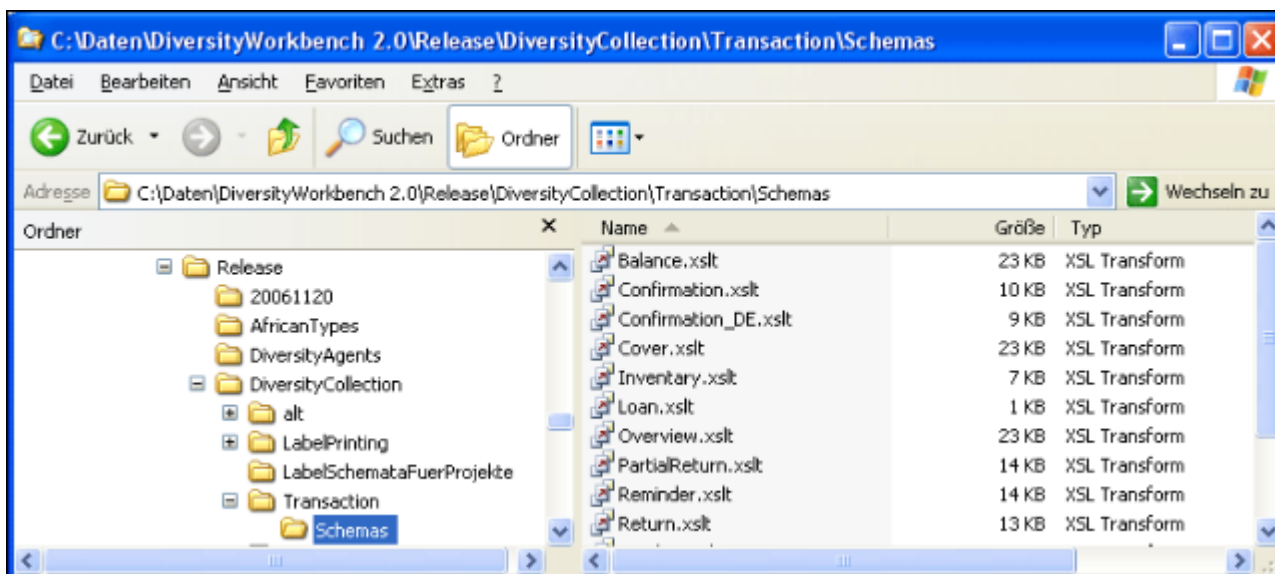 C:\Daten\DiversityWorkbench 2.0\Release\DiversityCollection\Transaction\Schemas
Datei Bearbeiten Ansicht Favoriten Extras ?
Zurück Suchen Ordner
Adresse C:\Daten\DiversityWorkbench 2.0\Release\DiversityCollection\Transaction\Schemas Wechseln zu
Ordner
Release
20061120
AfricanTypes
DiversityAgents
DiversityCollection
alt
LabelPrinting
LabelSchemataFuerProjekte
Transaction
Schemas
Name Größe Typ
Balance.xslt 23 KB XSL Transform
Confirmation.xslt 10 KB XSL Transform
Confirmation_DE.xslt 9 KB XSL Transform
Cover.xslt 23 KB XSL Transform
Inventary.xslt 7 KB XSL Transform
Loan.xslt 1 KB XSL Transform
Overview.xslt 23 KB XSL Transform
PartialReturn.xslt 14 KB XSL Transform
Reminder.xslt 14 KB XSL Transform
Return.xslt 13 KB XSL Transform